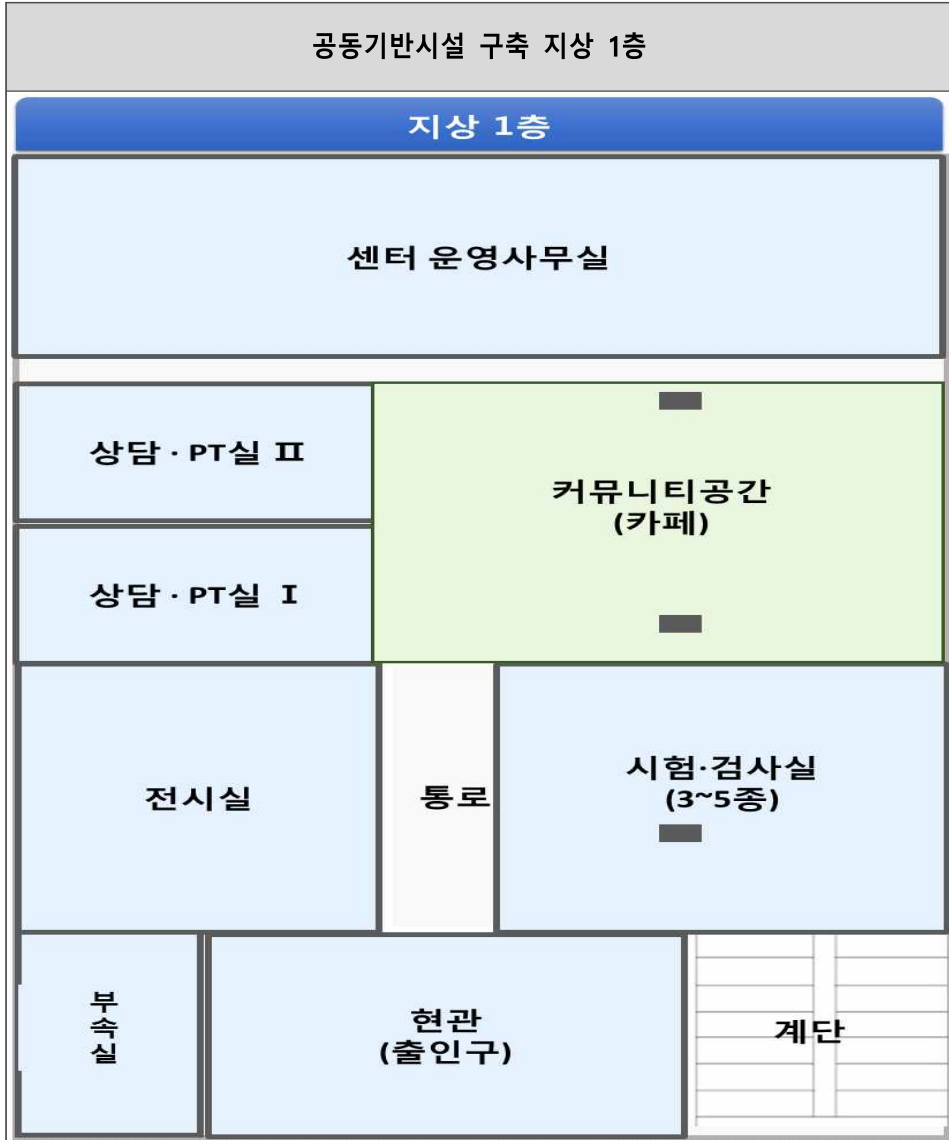 공동기반시설 구축 지상 1층
지상 1층
센터 운영사무실
상담 · PT실 Ⅱ
커뮤니티공간
(카페)
상담 · PT실 Ⅰ
전시실
통로
시험·검사실
(3~5종)
부
속
실
현관
(출인구)
계단